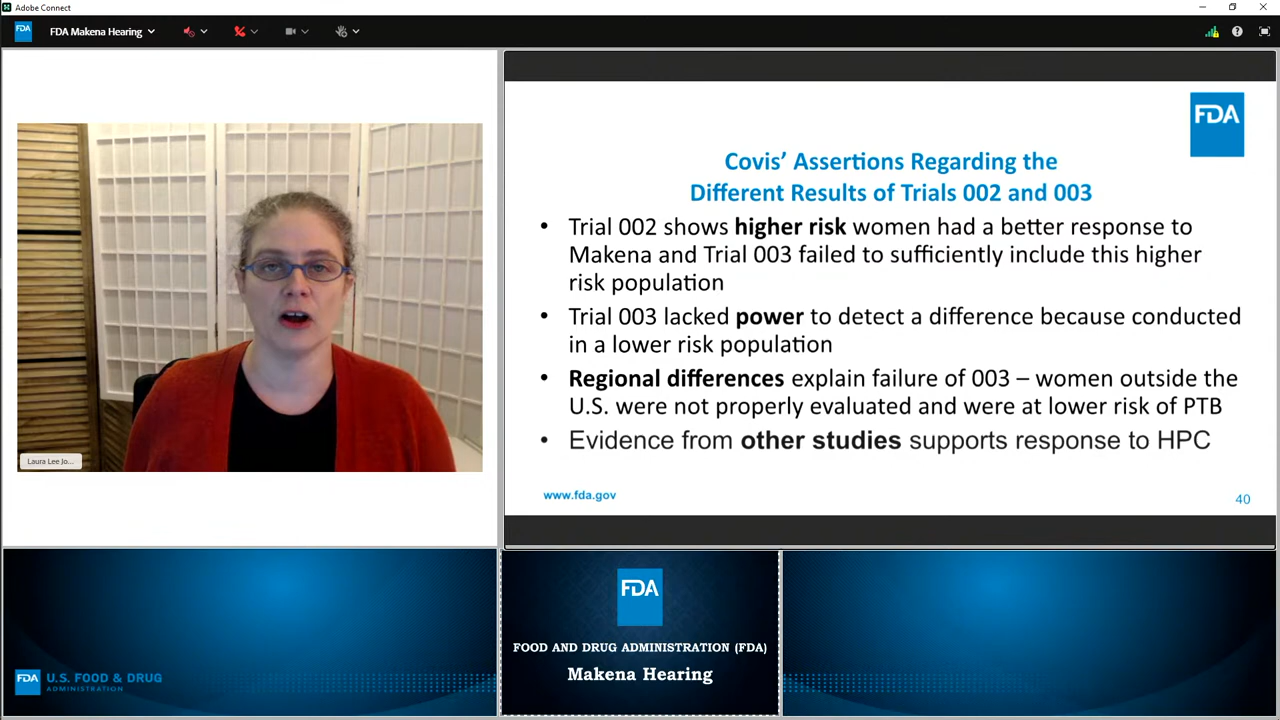 Adobe Connect
FDA
FDA Makena Hearing
FDA
Covis’ Assertions Regarding the
Different Results of Trials 002 and 003
• Trial 002 shows higher risk women had a better response to
Makena and Trial 003 failed to sufficiently include this higher
risk population
• Trial 003 lacked power to detect a difference because conducted
in a lower risk population
• Regional differences explain failure of 003 – women outside the
U.S. were not properly evaluated and were at lower risk of PTB
• Evidence from other studies supports response to HPC
www.fda.gov
40
Laura Lee Jo...
FDA
U.S. FOOD & DRUG
ADMINISTRATION
FDA
FOOD AND DRUG ADMINISTRATION (FDA)
Makena Hearing